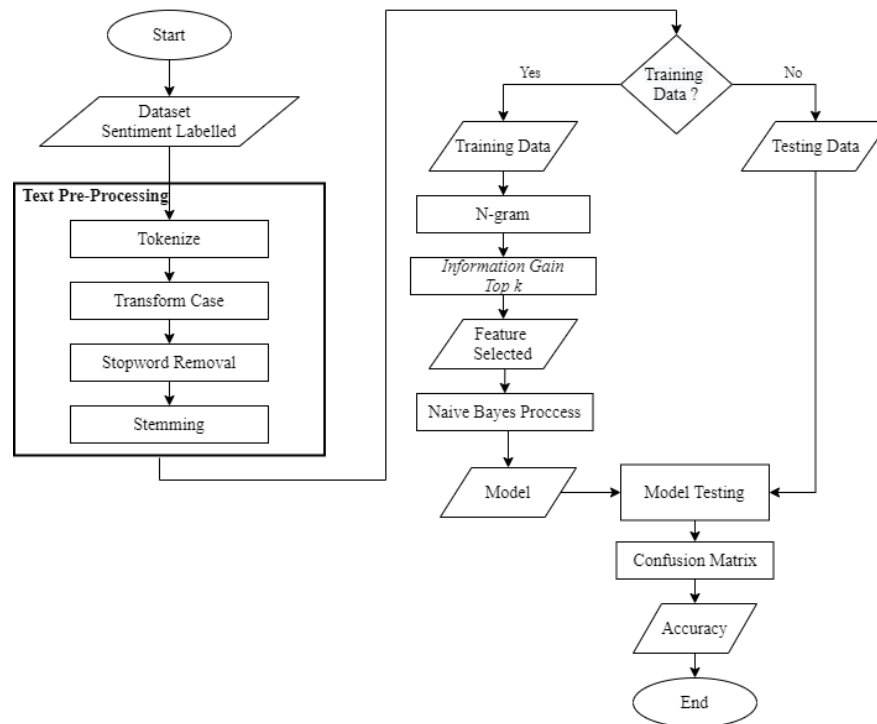 Start
Dataset
Sentiment Labelled
Text Pre-Processing
Tokenize
Transform Case
Stopword Removal
Stemming
Training
Data ?
Yes
No
Training Data
Testing Data
N-gram
Information Gain
Top k
Feature
Selected
Naive Bayes Proccess
Model
Model Testing
Confusion Matrix
Accuracy
End